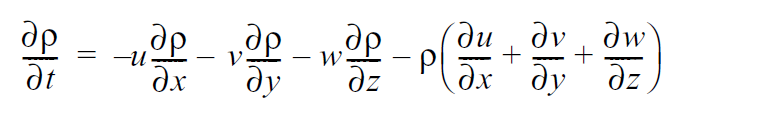 ∂ρ/∂t = −u ∂ρ/∂x − v ∂ρ/∂y − w ∂ρ/∂z − ρ(∂u/∂x + ∂v/∂y + ∂w/∂z)